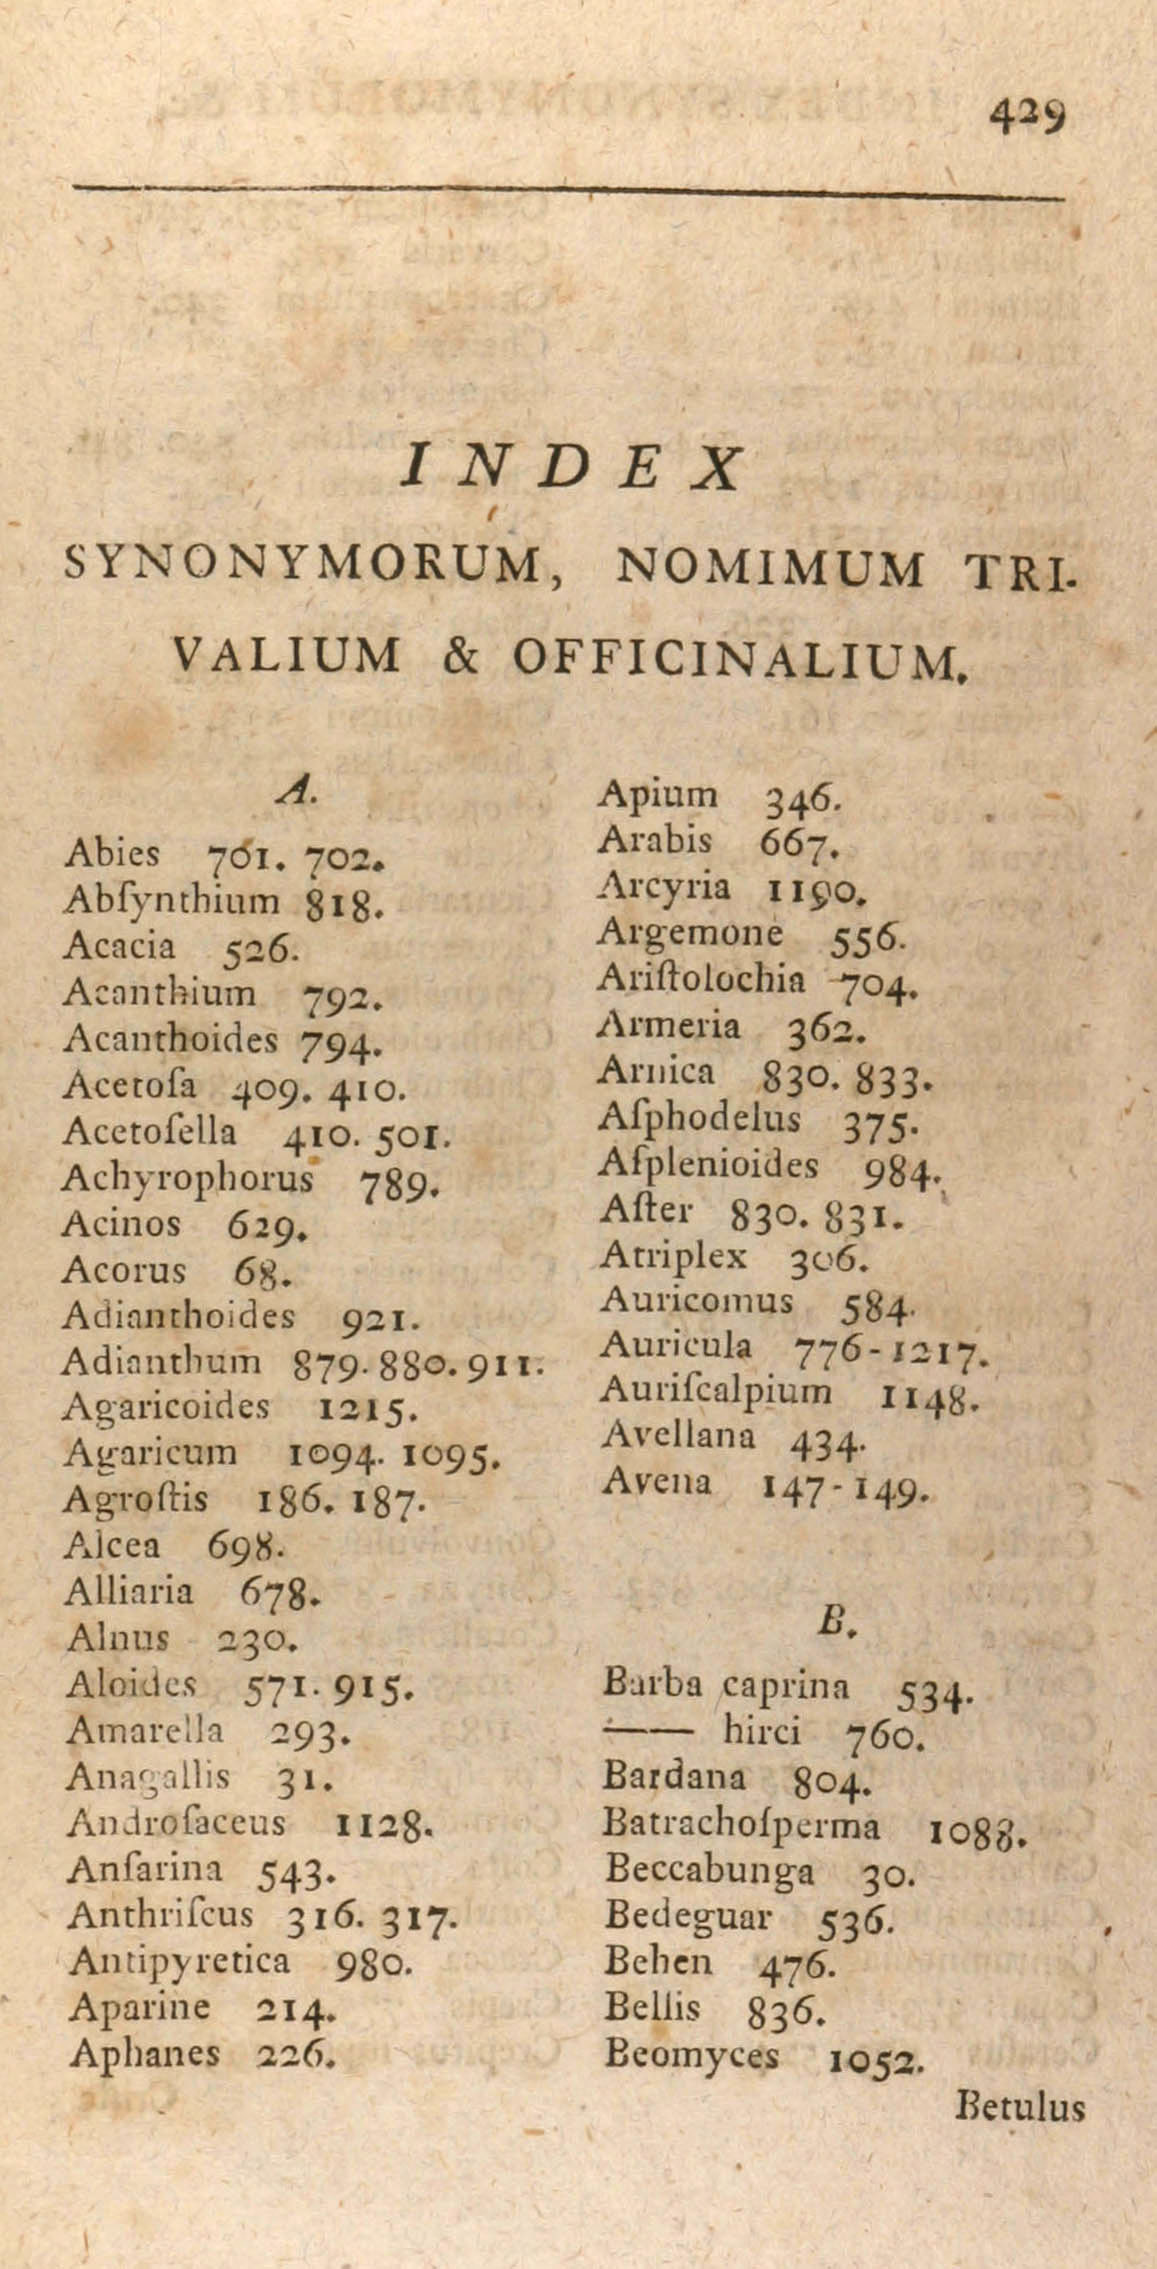 429
INDEX
SYNONYMORUM, NOMIMUM TRI-
VALIUM & OFFICINALIUM.
A.
Abies 701. 702.
Abſynthium 818.
Acacia 526.
Acanthium 792.
Acanthoides 794.
Acetoſa 409. 410.
Acetoſella 410. 501.
Achyrophorus 789.
Acinos 629.
Acorus 68.
Adianthoides 921.
Adianthum 879. 880. 911.
Agaricoides 1215.
Agaricum 1094. 1095.
Agroſtis 186. 187.
Alcea 698.
Alliaria 678.
Alnus 230.
Aloides 571. 915.
Amarella 293.
Anagallis 31.
Androſaceus 1128.
Anſarina 543.
Anthriſcus 316. 317.
Antipyretica 980.
Aparine 214.
Aphanes 226.
Apium 346.
Arabis 667.
Arcyria 1190.
Argemone 556.
Ariſtolochia 704.
Armeria 362.
Arnica 830. 833.
Aſphodelus 375.
Aſplenioides 984.
Aſter 830. 831.
Atriplex 306.
Auricomus 584.
Auricula 776-1217.
Auriſcalpium 1148.
Avellana 434.
Avena 147-149.
B.
Barba caprina 534.
—— hirci 760.
Bardana 804.
Batrachoſperma 1088.
Beccabunga 30.
Bedeguar 536.
Behen 476.
Bellis 836.
Beomyces 1052.
Betulus